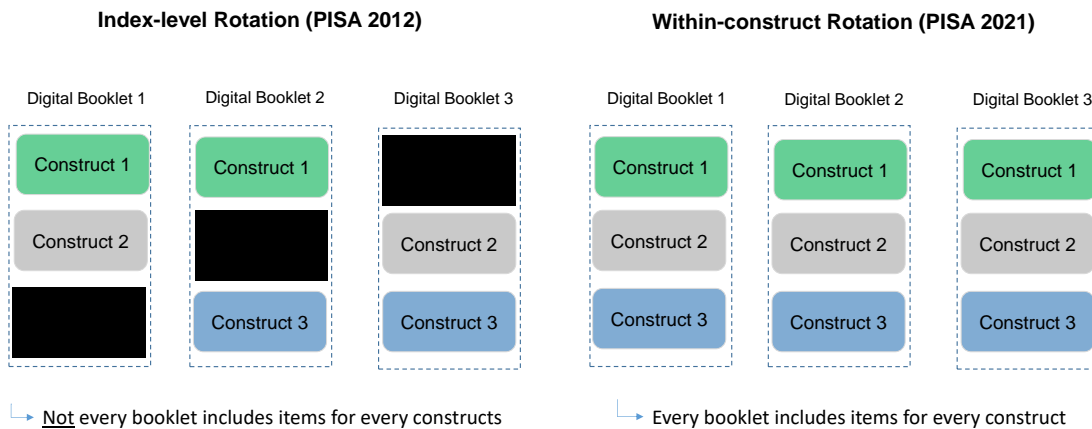 Index-level Rotation (PISA 2012)
Digital Booklet 1
Digital Booklet 2
Digital Booklet 3
Construct 1
Construct 1
Construct 2
Construct 2
Construct 3
Construct 3
Not every booklet includes items for every constructs
Within-construct Rotation (PISA 2021)
Digital Booklet 1
Digital Booklet 2
Digital Booklet 3
Construct 1
Construct 1
Construct 1
Construct 2
Construct 2
Construct 2
Construct 3
Construct 3
Construct 3
Every booklet includes items for every construct